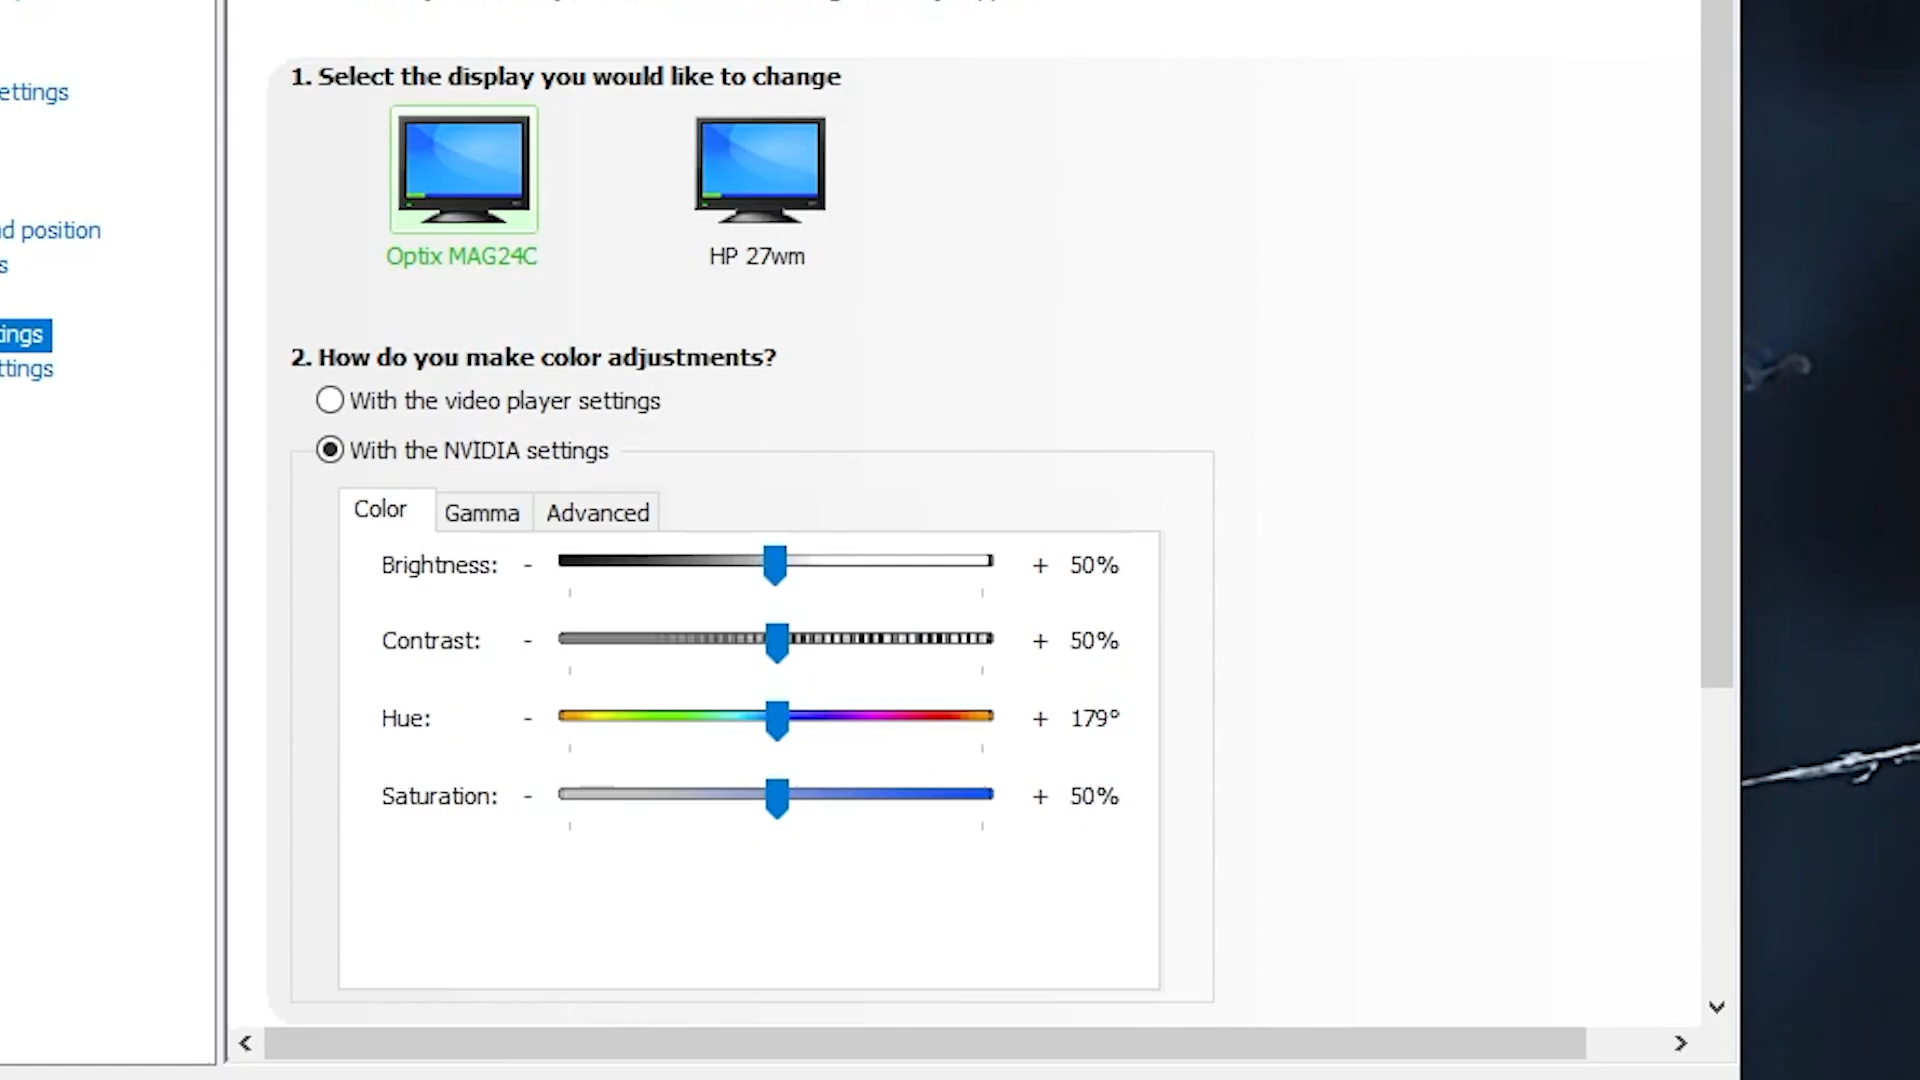 ettings
d position
s
ings
ttings
1. Select the display you would like to change
Optix MAG24C
HP 27wm
2. How do you make color adjustments?
With the video player settings
With the NVIDIA settings
Color Gamma Advanced
Brightness: - + 50%
Contrast: - + 50%
Hue: - + 179°
Saturation: - + 50%